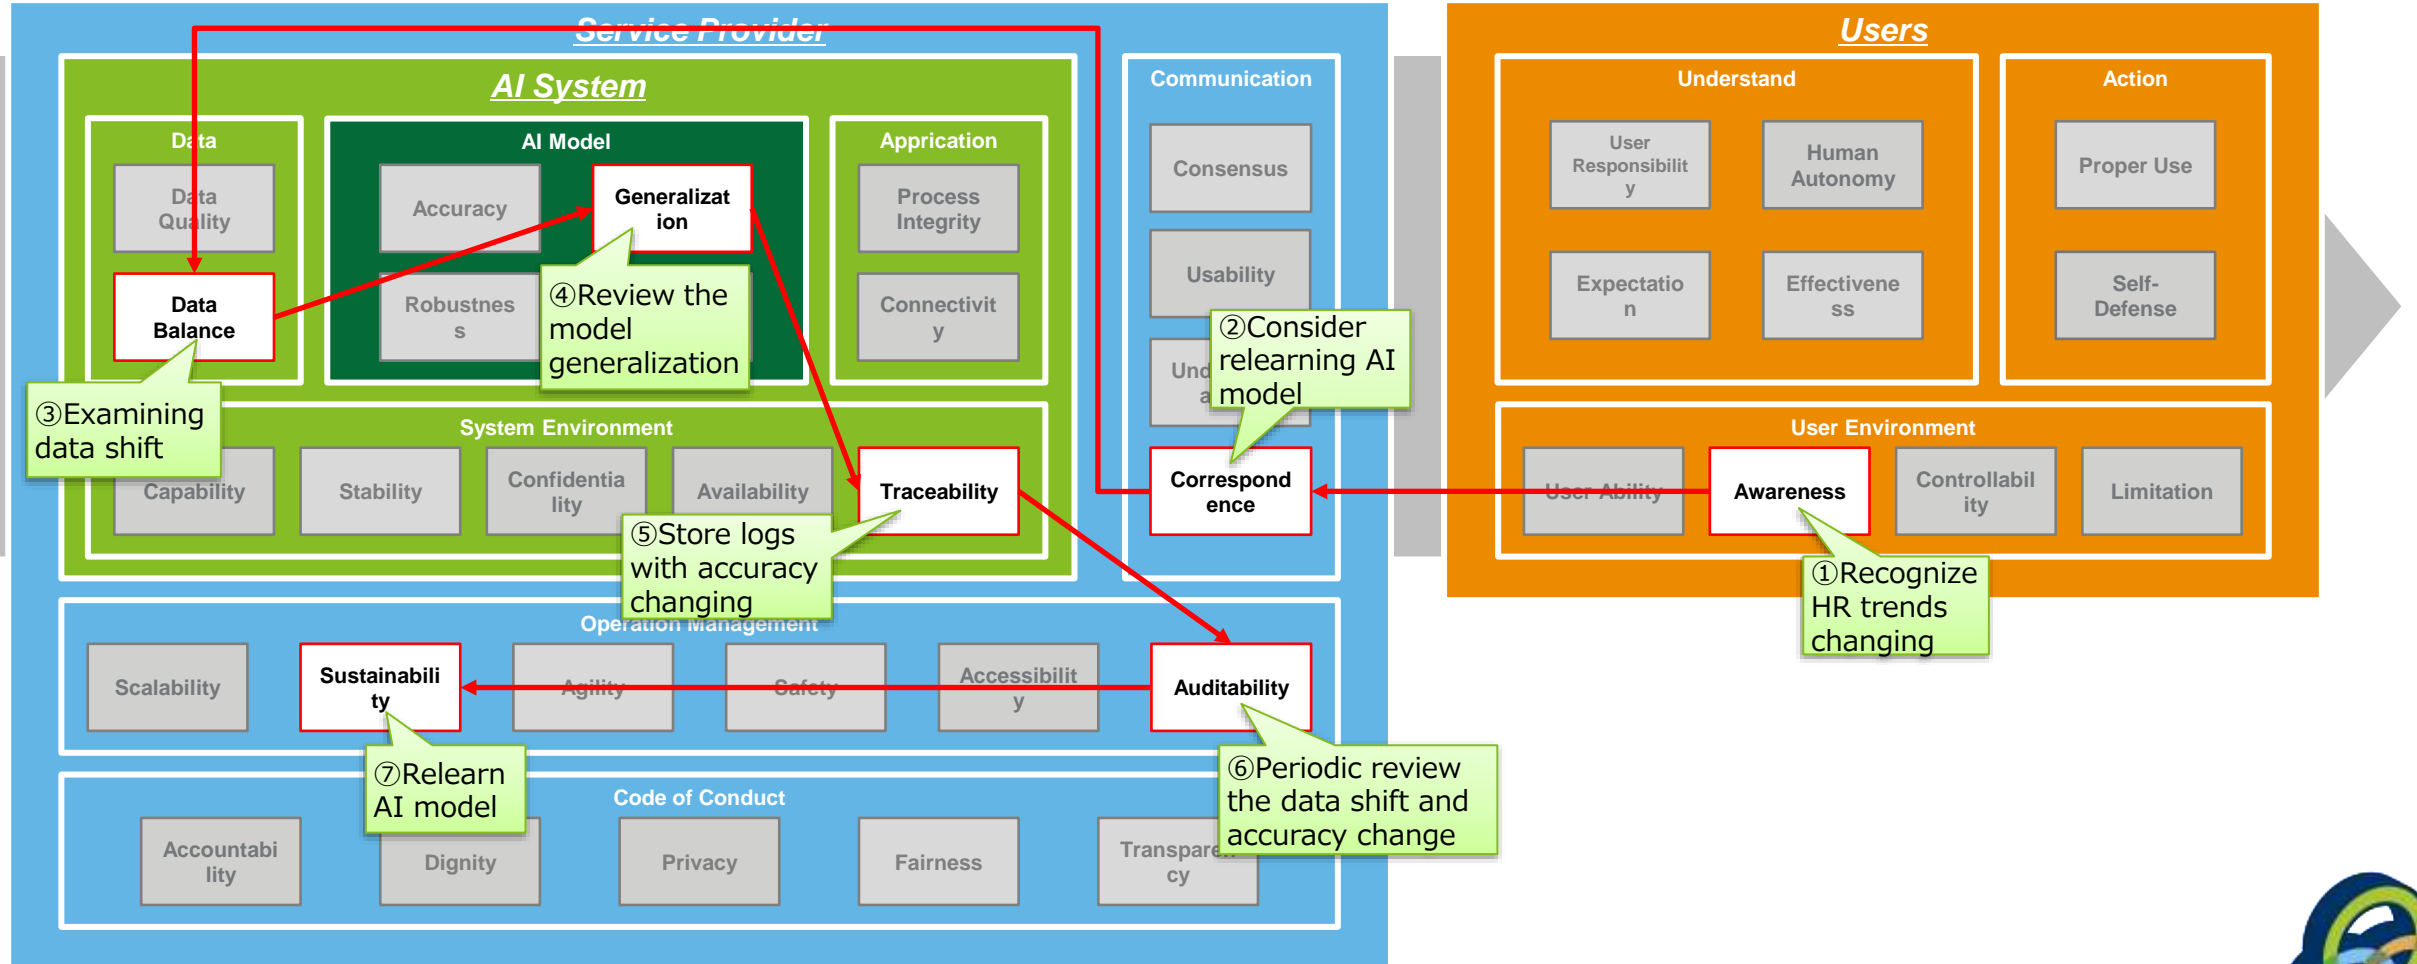 Service Provider
AI System
Data
Data
Quality
Data
Balance
③Examining
data shift
AI Model
Accuracy
Generalizat
ion
Robustnes
s
④Review the
model
generalization
Apprication
Process
Integrity
Connectivit
y
System Environment
Capability
Stability
Confidentia
lity
Availability
Traceability
⑤Store logs
with accuracy
changing
Communication
Consensus
Usability
Und
a
②Consider
relearning AI
model
Correspond
ence
Operation Management
Scalability
Sustainabili
ty
Agility
Safety
Accessibilit
y
Auditability
⑦Relearn
AI model
⑥Periodic review
the data shift and
accuracy change
Code of Conduct
Accountabi
lity
Dignity
Privacy
Fairness
Transparen
cy
Users
Understand
User
Responsibilit
y
Human
Autonomy
Expectatio
n
Effectivene
ss
Action
Proper Use
Self-
Defense
User Environment
User Ability
Awareness
Controllabil
ity
Limitation
①Recognize
HR trends
changing